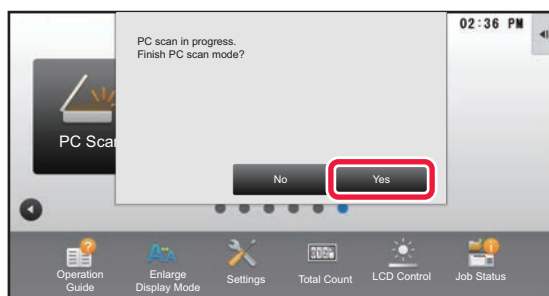 02:36 PM
PC scan in progress.
Finish PC scan mode?
PC Scan
No
Yes
Operation
Guide
Enlarge
Display Mode
Settings
Total Count
LCD Control
Job Status